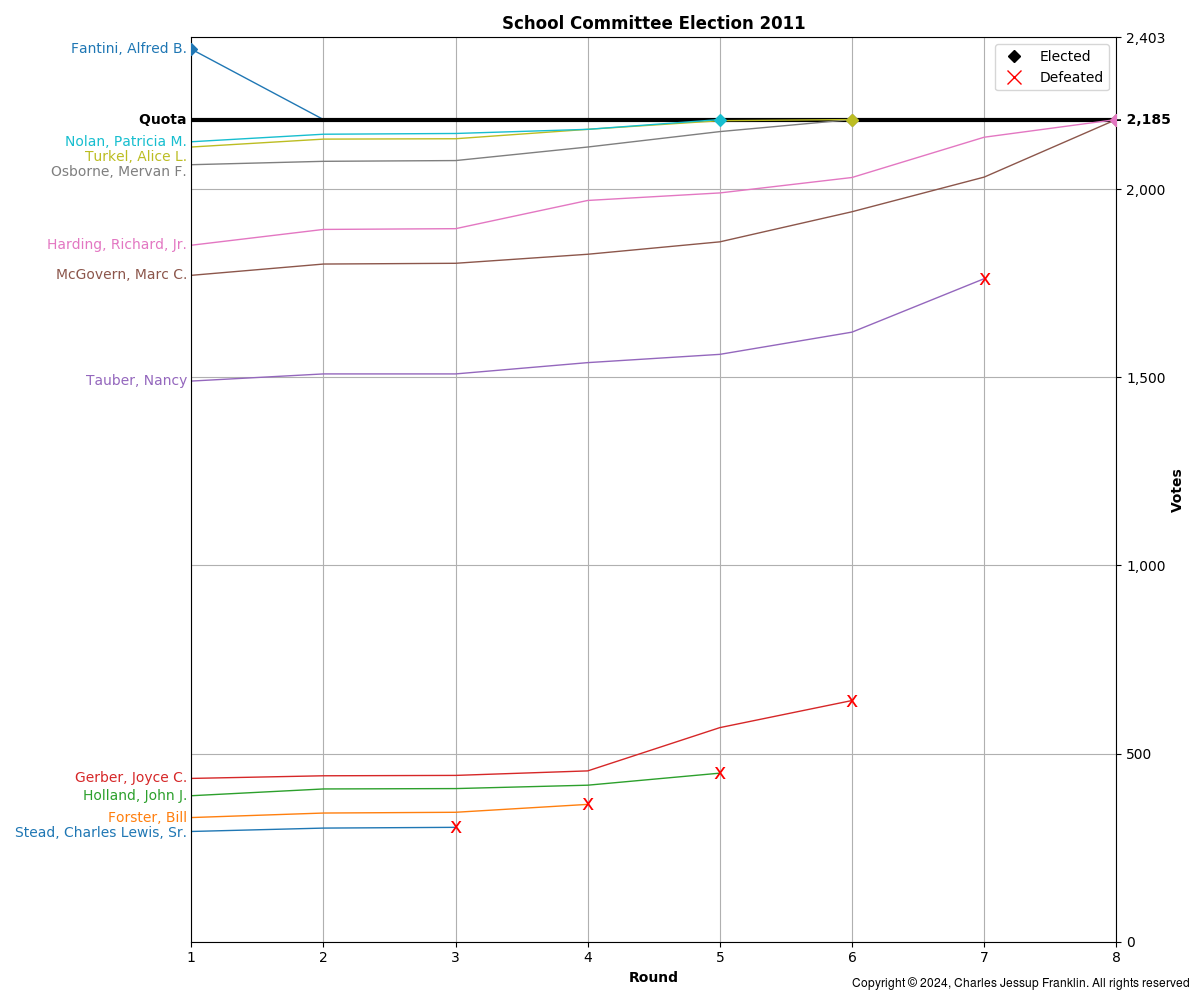 School Committee Election 2011
Fantini, Alfred B.
Quota
Nolan, Patricia M.
Turkel, Alice L.
Osborne, Mervan F.
Harding, Richard, Jr.
McGovern, Marc C.
Tauber, Nancy
Gerber, Joyce C.
Holland, John J.
Forster, Bill
Stead, Charles Lewis, Sr.
Elected
Defeated
2,403
2,185
2,000
1,500
1,000
500
0
Votes
1 2 3 4 5 6 7 8
Round
Copyright © 2024, Charles Jessup Franklin. All rights reserved